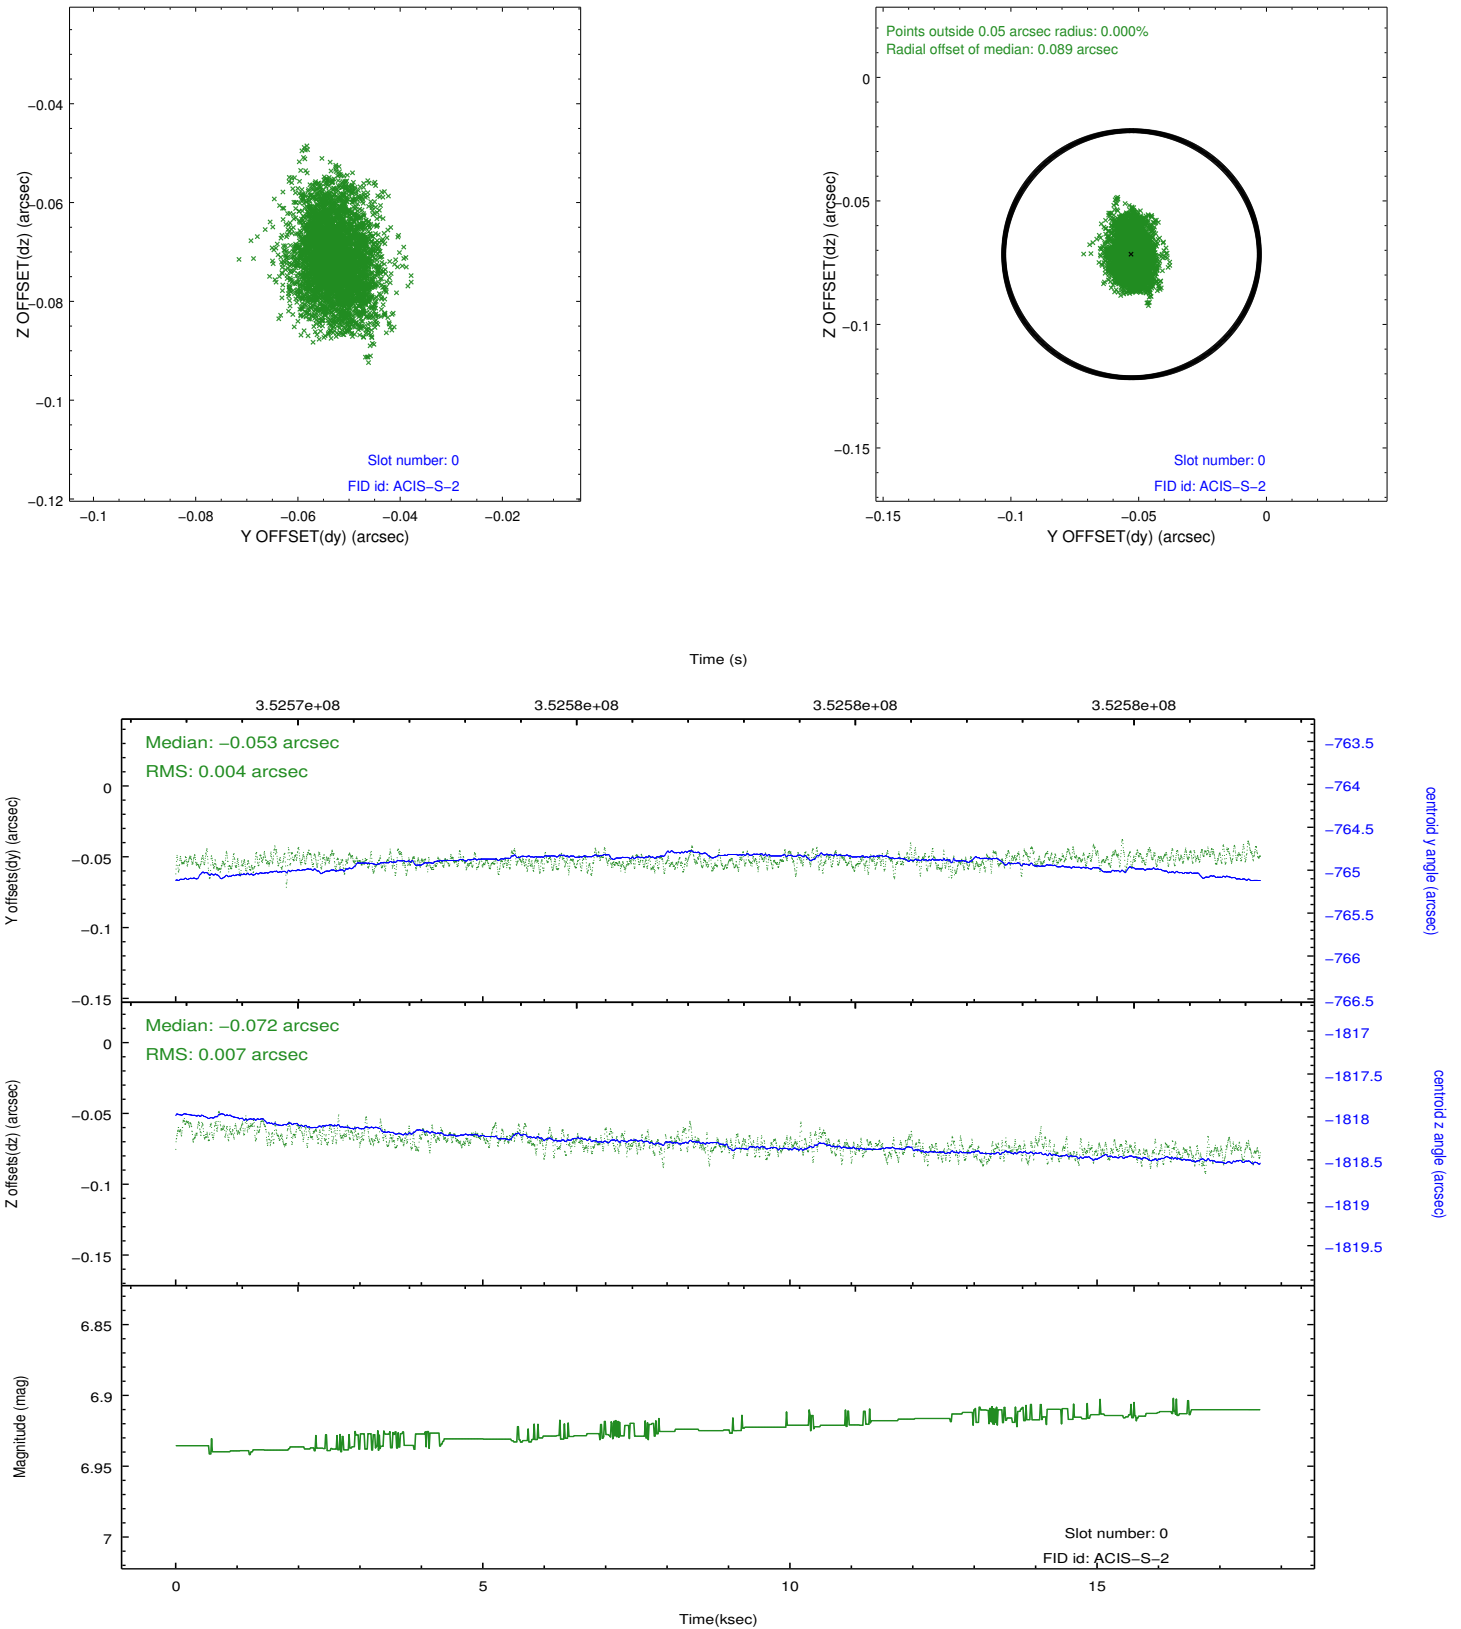 −0.04
−0.06
−0.08
−0.1
−0.12
Z OFFSET(dz) (arcsec)
Slot number: 0
FID id: ACIS−S−2
−0.1 −0.08 −0.06 −0.04 −0.02
Y OFFSET(dy) (arcsec)
Points outside 0.05 arcsec radius: 0.000%
Radial offset of median: 0.089 arcsec
0
−0.05
−0.1
−0.15
Z OFFSET(dz) (arcsec)
Slot number: 0
FID id: ACIS−S−2
−0.15 −0.1 −0.05 0
Y OFFSET(dy) (arcsec)
Time (s)
3.5257e+08 3.5258e+08 3.5258e+08 3.5258e+08
Median: −0.053 arcsec
RMS: 0.004 arcsec
0
−0.05
−0.1
−0.15
Y offsets(dy) (arcsec)
−763.5
−764
−764.5
−765
−765.5
−766
−766.5
centroid y angle (arcsec)
Median: −0.072 arcsec
RMS: 0.007 arcsec
0
−0.05
−0.1
−0.15
Z offsets(dz) (arcsec)
−1817
−1817.5
−1818
−1818.5
−1819
−1819.5
centroid z angle (arcsec)
6.85
6.9
6.95
7
Magnitude (mag)
Slot number: 0
FID id: ACIS−S−2
0 5 10 15
Time(ksec)